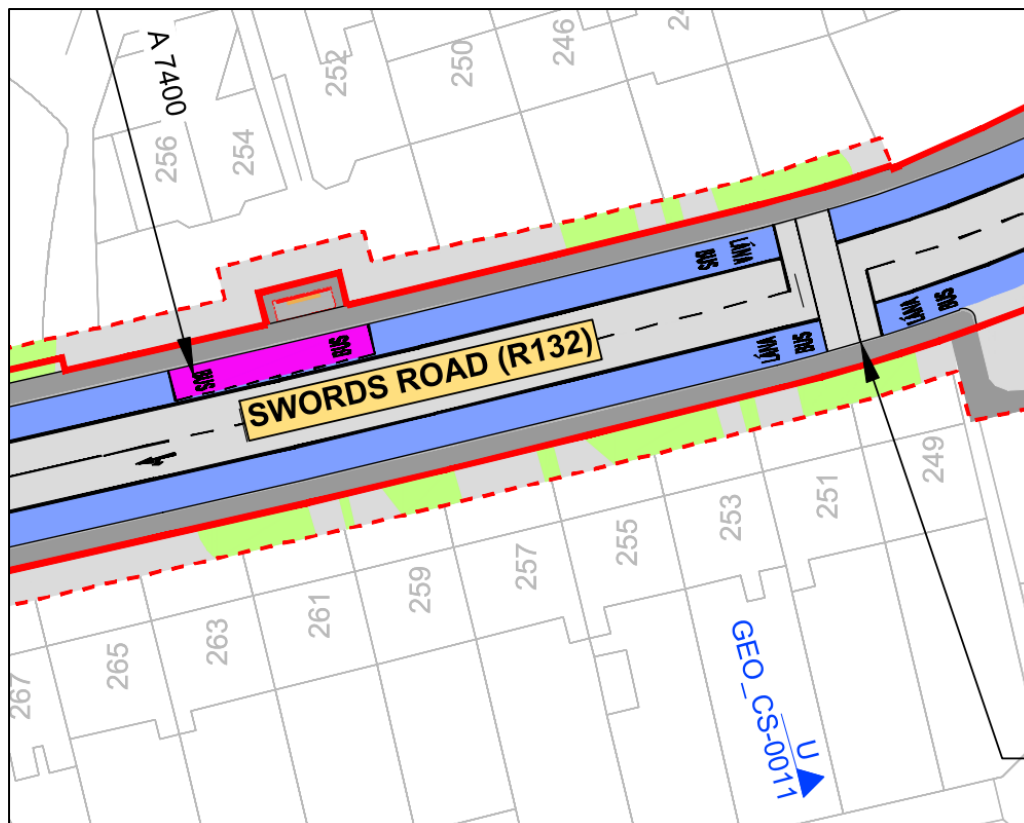 A 7400
252
250
246
256
254
LÁNA
BUS
LÁNA
BUS
BUS
BUS
SWORDS ROAD (R132)
LÁNA
BUS
249
251
253
255
257
259
261
263
265
267
U
GEO_CS-0011